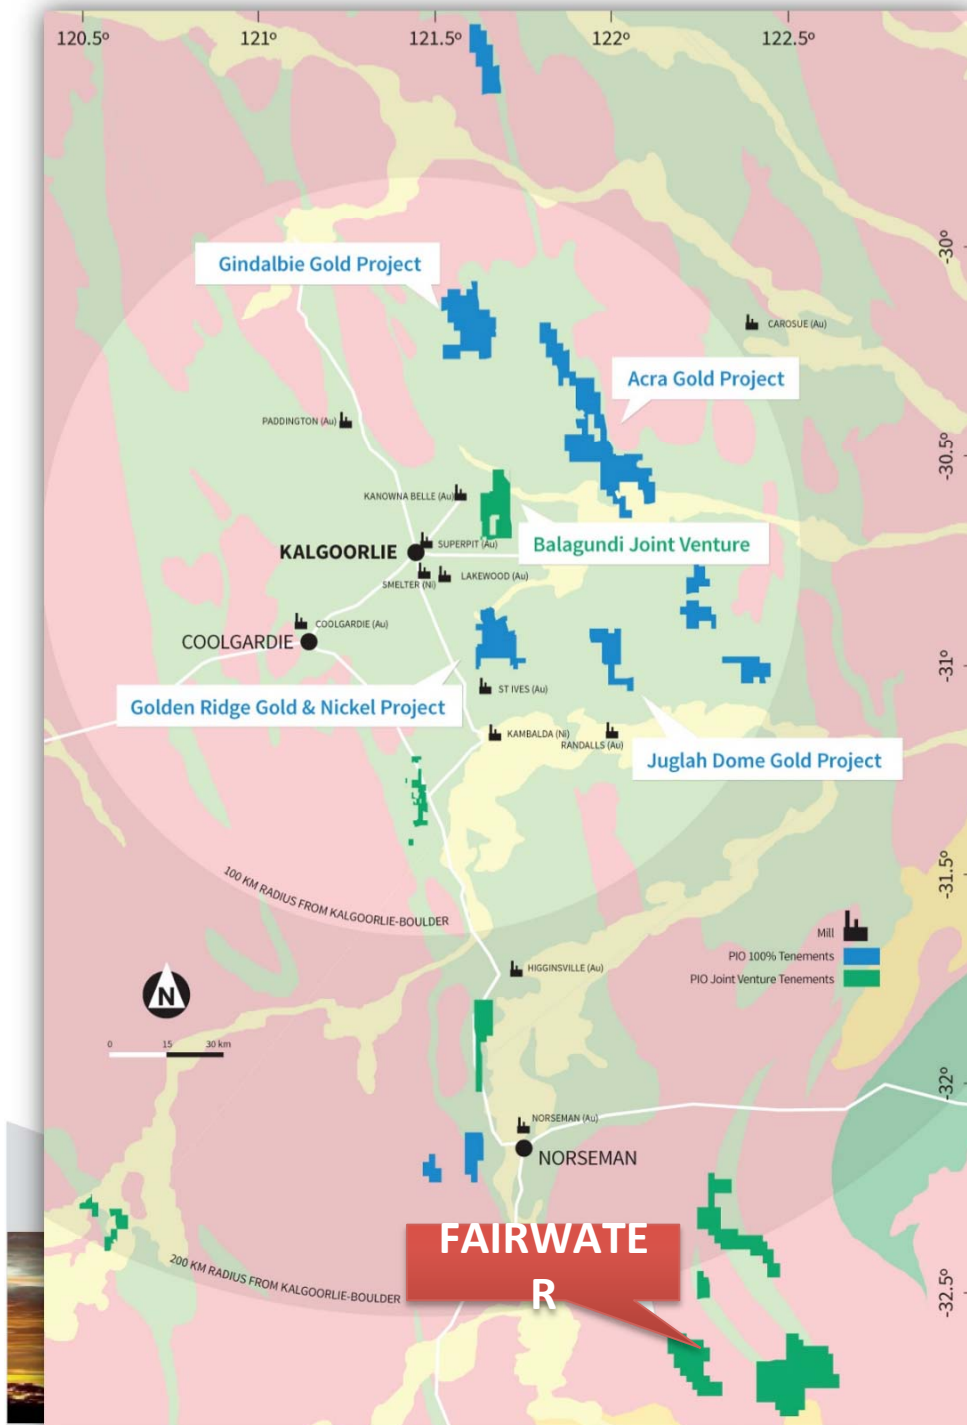 120.5º
121º
121.5º
122º
122.5º
-30º
Gindalbie Gold Project
CAROSUE (Au)
Acra Gold Project
PADDINGTON (Au)
-30.5º
KANOWNA BELLE (Au)
KALGOORLIE
SUPERPIT (Au)
Balagundi Joint Venture
SMELTER (Ni)
LAKEWOOD (Au)
COOLGARDIE (Au)
COOLGARDIE
-31º
ST IVES (Au)
Golden Ridge Gold & Nickel Project
KAMBALDA (Ni)
RANDALLS (Au)
Juglah Dome Gold Project
-31.5º
100 KM RADIUS FROM KALGOORLIE-BOULDER
Mill
PIO 100% Tenements
PIO Joint Venture Tenements
HIGGINSVILLE (Au)
N
0 15 30 km
-32º
NORSEMAN (Au)
NORSEMAN
FAIRWATE
R
200 KM RADIUS FROM KALGOORLIE-BOULDER
-32.5º